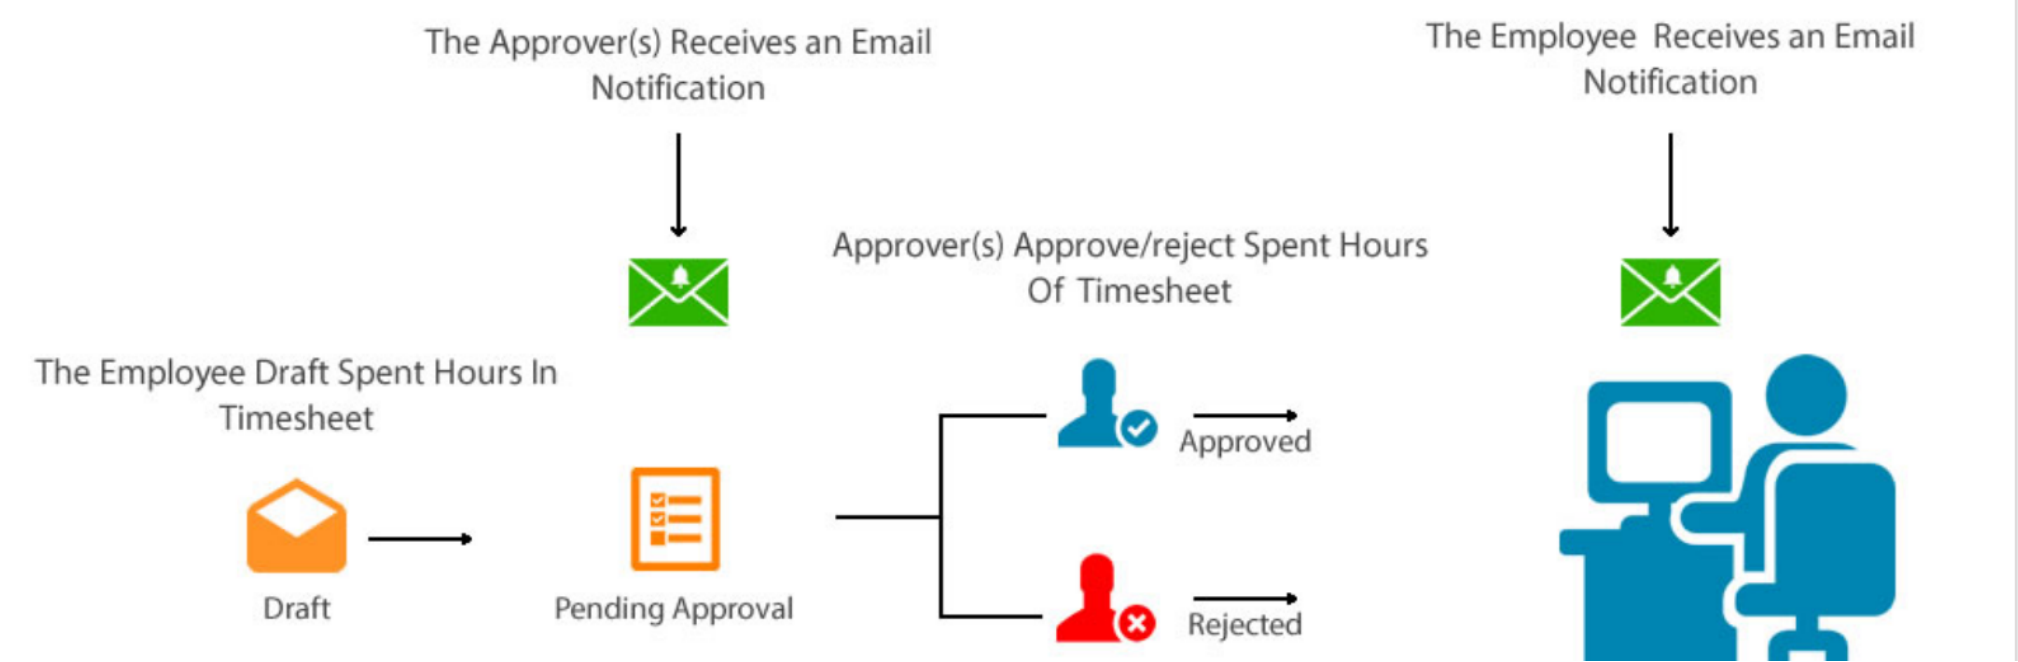 The Approver(s) Receives an Email
Notification
The Employee  Receives an Email
Notification
Approver(s) Approve/reject Spent Hours
Of Timesheet
The Employee Draft Spent Hours In
Timesheet
Approved
Draft
Pending Approval
Rejected